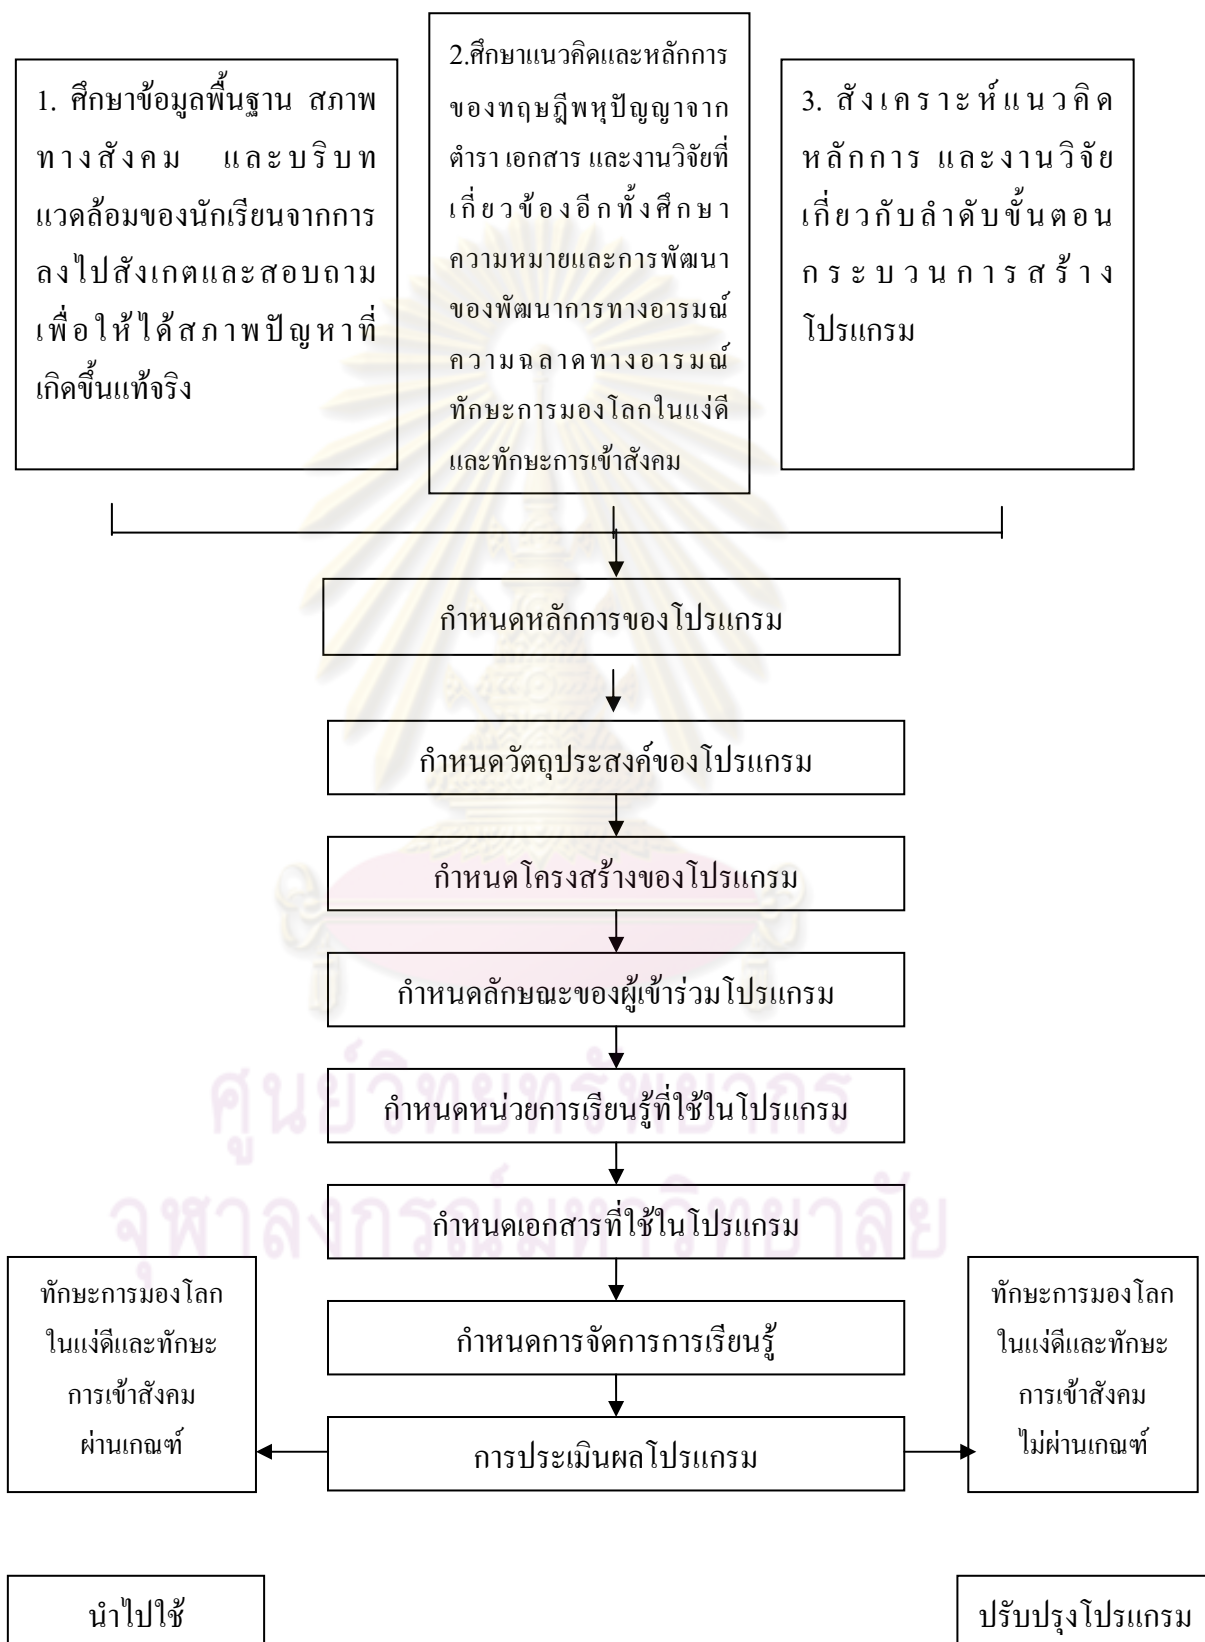 1. ศึกษาข้อมูลพื้นฐาน สภาพ
ทางสังคม และบริบท
แวดล้อมของนักเรียนจากการ
ลงไปสังเกตและสอบถาม
เพื่อให้ได้สภาพปัญหาที่
เกิดขึ้นแท้จริง
2.ศึกษาแนวคิดและหลักการ
ของทฤษฎีพหุปัญญาจาก
ตำรา เอกสาร และงานวิจัยที่
เกี่ยวข้องอีกทั้งศึกษา
ความหมายและการพัฒนา
ของพัฒนาการทางอารมณ์
ความฉลาดทางอารมณ์
ทักษะการมองโลกในแง่ดี
และทักษะการเข้าสังคม
3. สังเคราะห์แนวคิด
หลักการ และงานวิจัย
เกี่ยวกับลำดับขั้นตอน
กระบวนการสร้าง
โปรแกรม
กำหนดหลักการของโปรแกรม
กำหนดวัตถุประสงค์ของโปรแกรม
กำหนดโครงสร้างของโปรแกรม
กำหนดลักษณะของผู้เข้าร่วมโปรแกรม
ศูนย์วิทยทรัพยากร
กำหนดหน่วยการเรียนรู้ที่ใช้ในโปรแกรม
จุฬาลงกรณ์มหาวิทยาลัย
กำหนดเอกสารที่ใช้ในโปรแกรม
กำหนดการจัดการการเรียนรู้
การประเมินผลโปรแกรม
ทักษะการมองโลก
ในแง่ดีและทักษะ
การเข้าสังคม
ผ่านเกณฑ์
ทักษะการมองโลก
ในแง่ดีและทักษะ
การเข้าสังคม
ไม่ผ่านเกณฑ์
นำไปใช้
ปรับปรุงโปรแกรม